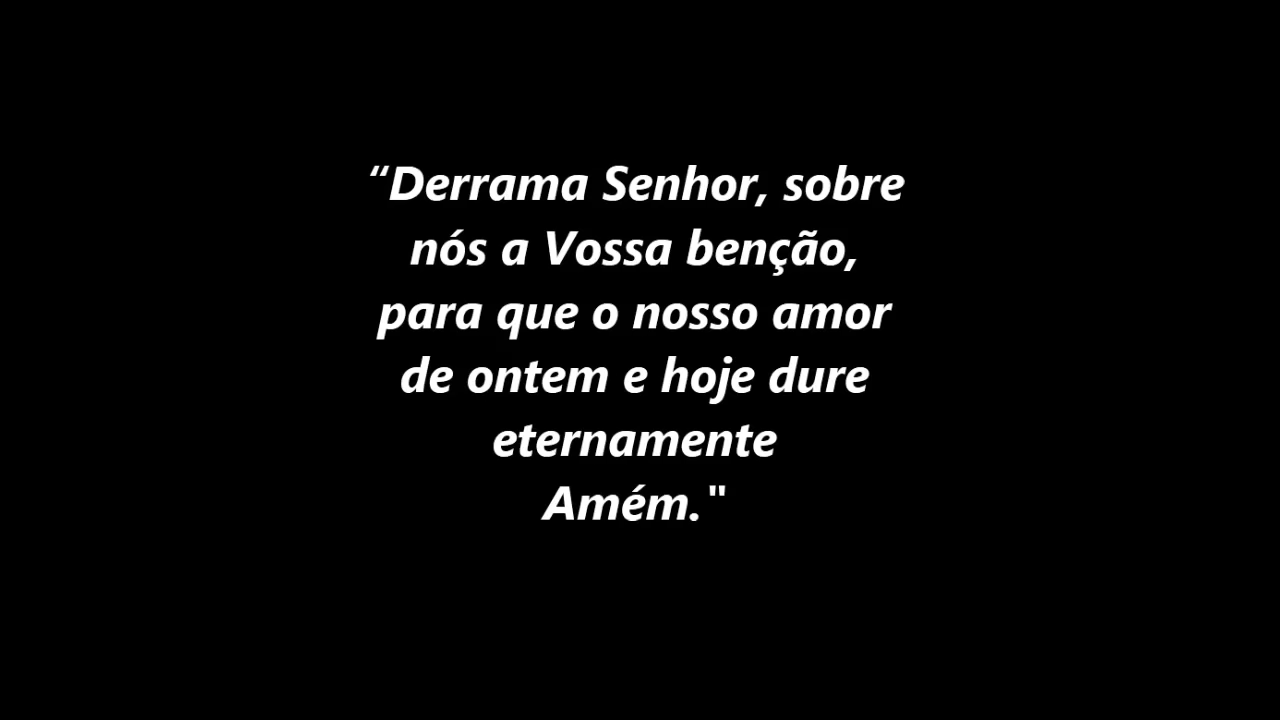 “Derrama Senhor, sobre
nós a Vossa benção,
para que o nosso amor
de ontem e hoje dure
eternamente
Amém."